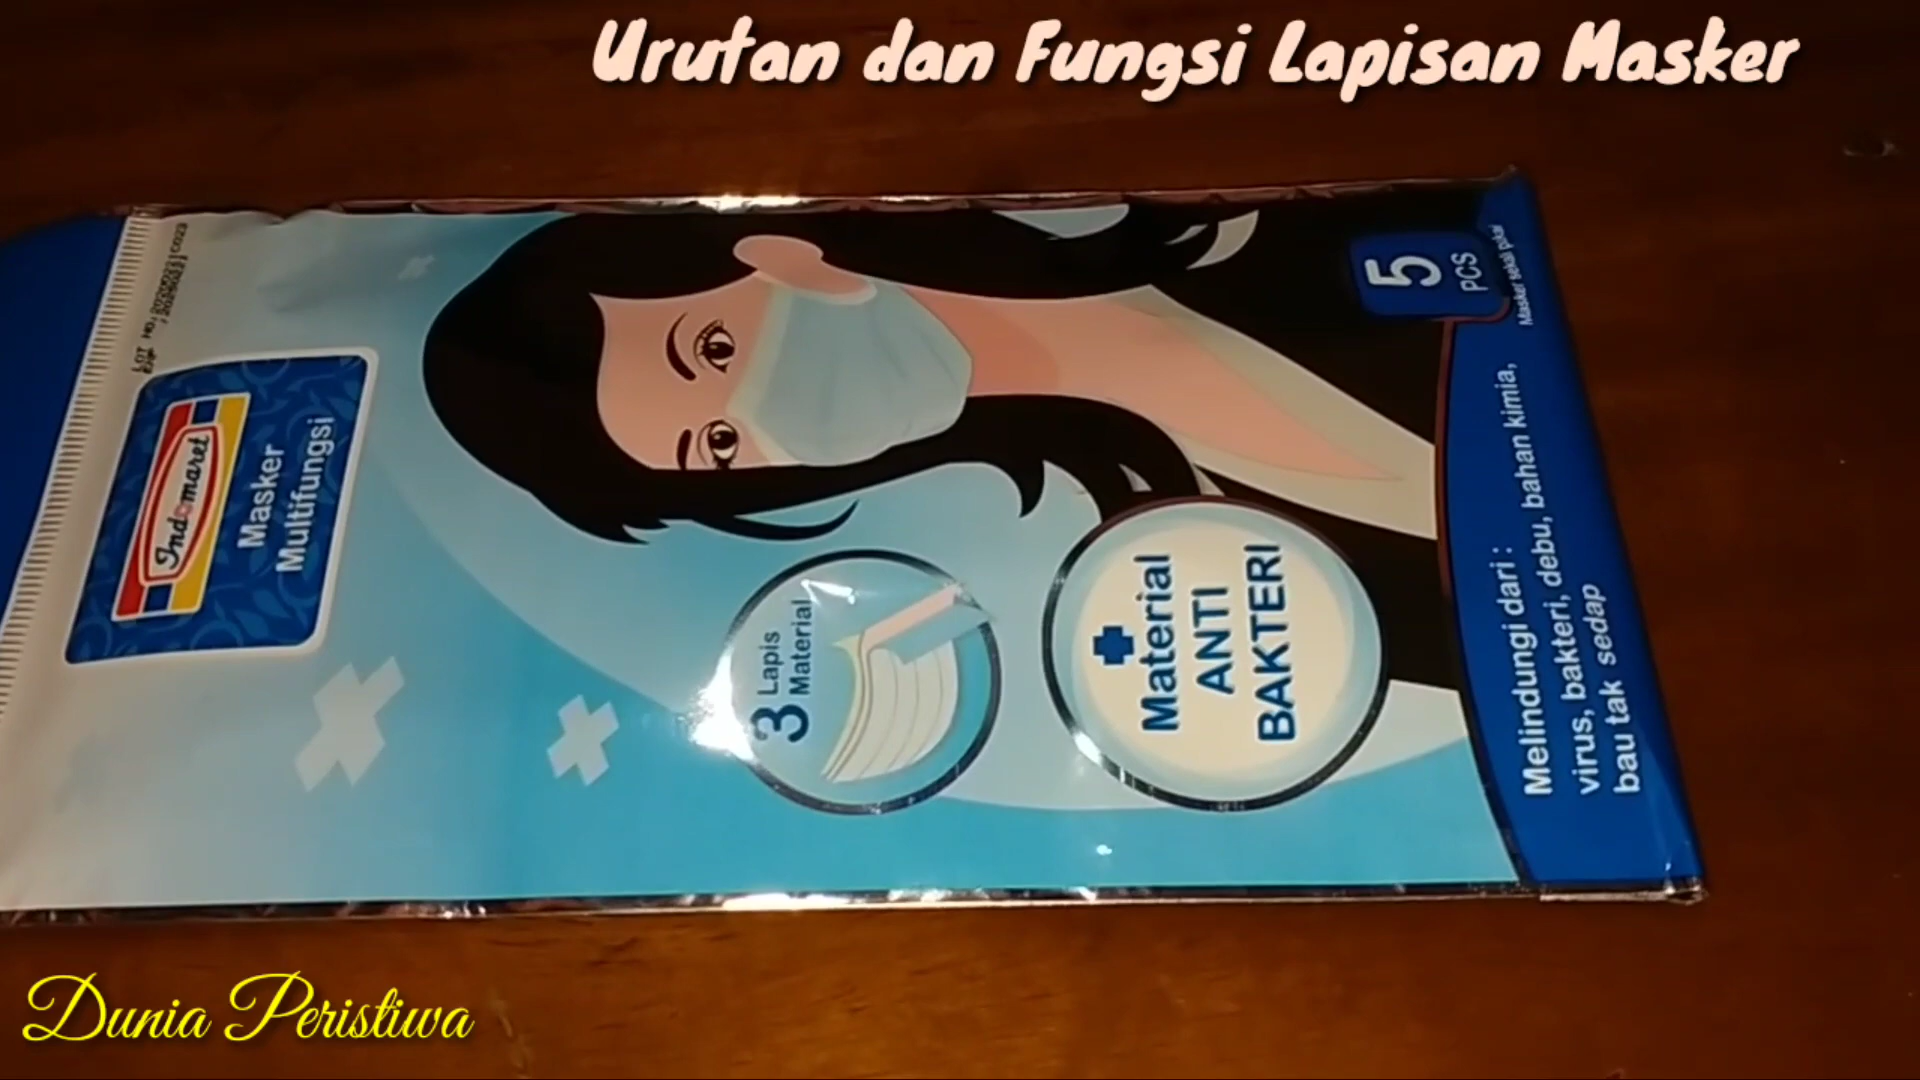 Urutan dan Fungsi Lapisan Masker
Indomaret
Masker
Multifungsi
3 Lapis
Material
Material
ANTI
BAKTERI
5
PCS
Masker sekali pakai
Melindungi dari :
virus, bakteri, debu, bahan kimia,
bau tak sedap
Dunia Peristiwa